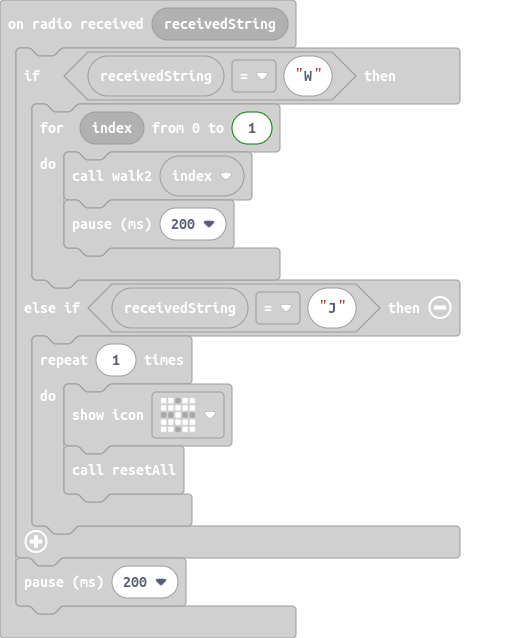 on radio received receivedString
if receivedString = "W" then
for index from 0 to 1
do
call walk2 index
pause (ms) 200
else if receivedString = "J" then
repeat 1 times
do
show icon
call resetAll
pause (ms) 200